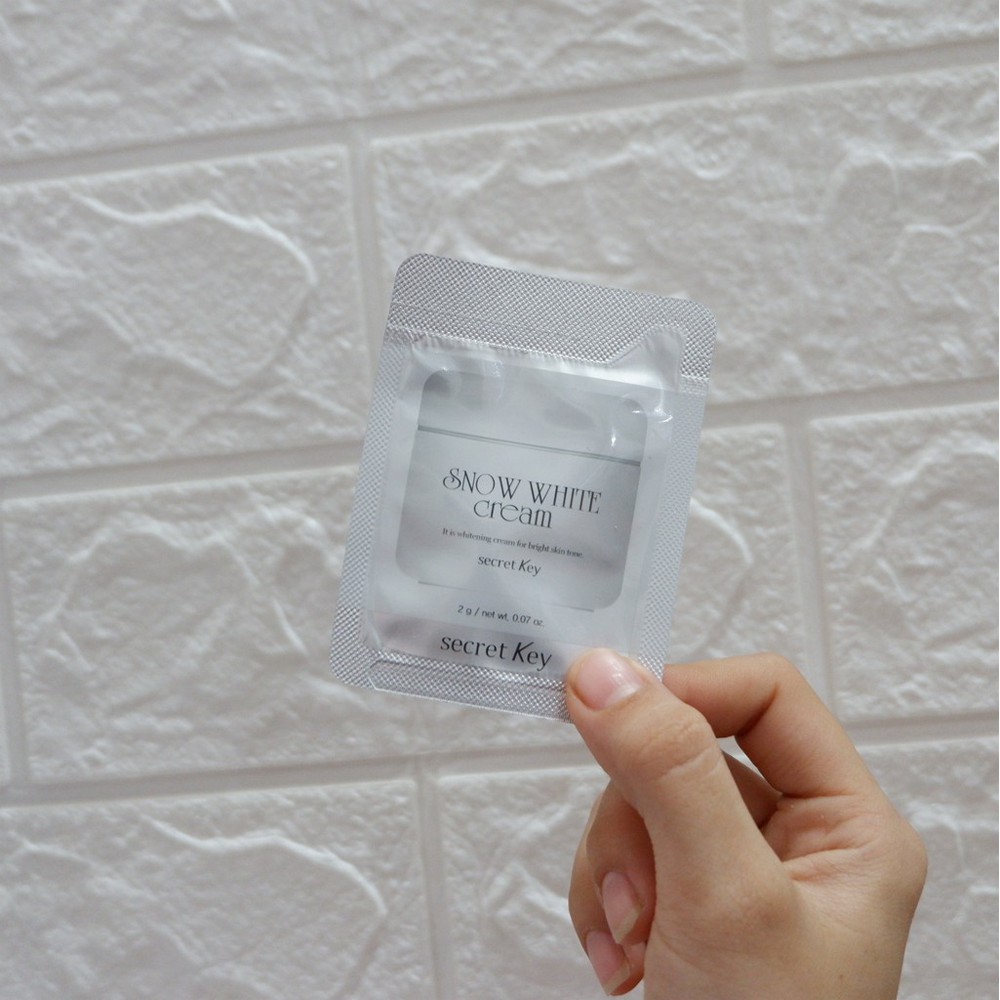 SNOW WHITE
cream
It is whitening cream for bright skin tone.
secret Key
2 g / net wt. 0.07 oz.
secret Key